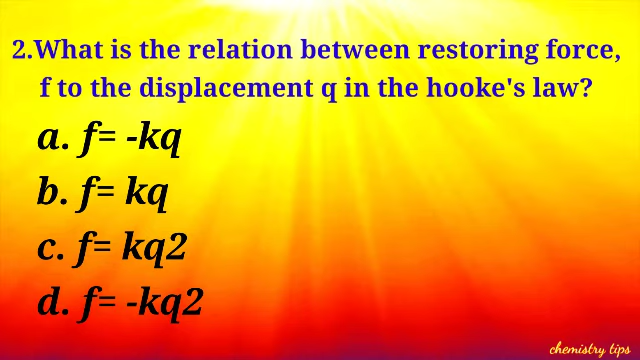 2.What is the relation between restoring force,
f to the displacement q in the hooke's law?
a. f= -kq
b. f= kq
c. f= kq2
d. f= -kq2
chemistry tips